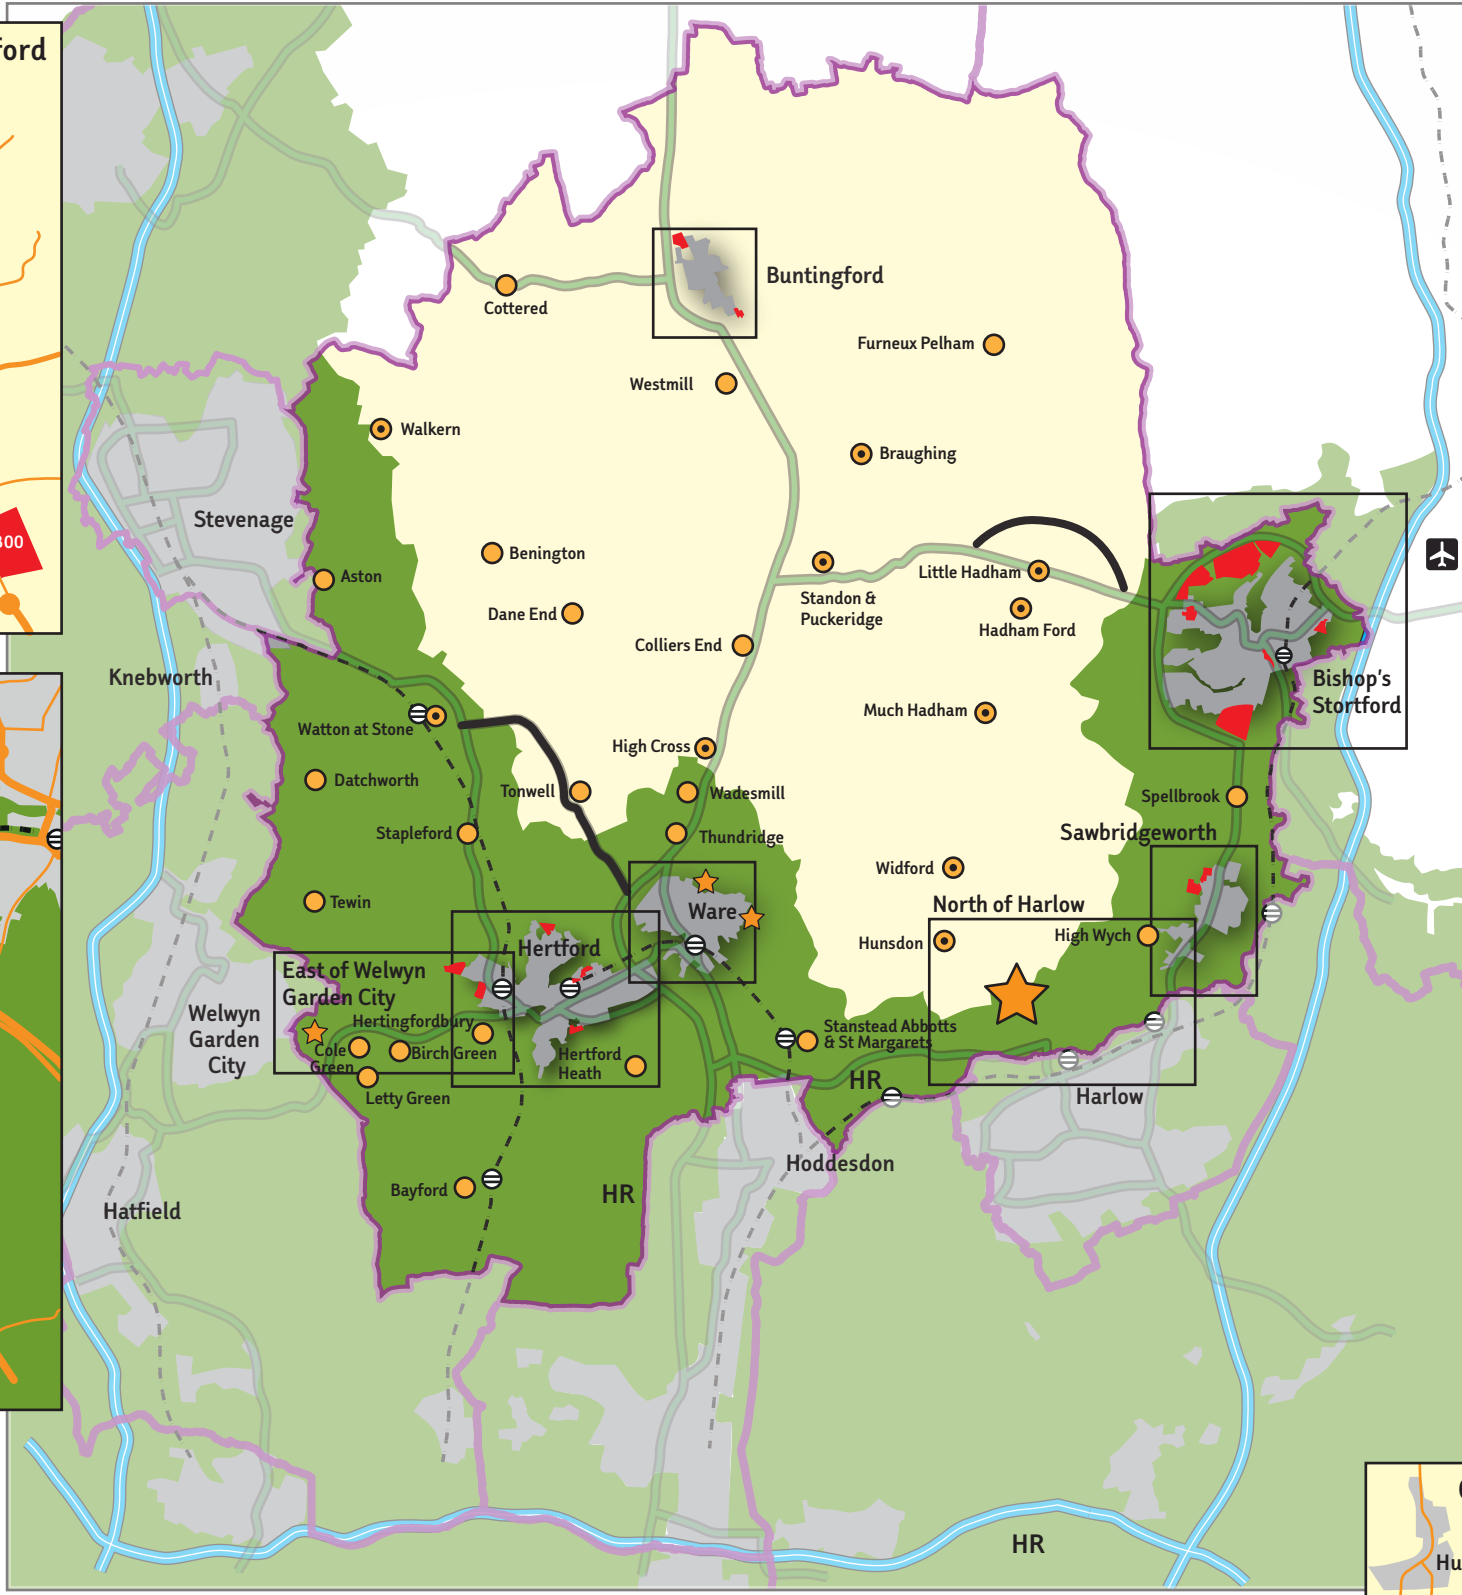 ford
Buntingford
Cottered
Furneux Pelham
Westmill
Walkern
Braughing
Stevenage
300
Benington
Aston
Little Hadham
Standon &
Puckeridge
Dane End
Hadham Ford
Colliers End
Knebworth
Bishop's
Stortford
Much Hadham
Watton at Stone
High Cross
Datchworth
Tonwell
Wadesmill
Spellbrook
Stapleford
Thundridge
Sawbridgeworth
Widford
Tewin
North of Harlow
Ware
High Wych
Hunsdon
Hertford
East of Welwyn
Garden City
Welwyn
Garden
City
Hertingfordbury
Stanstead Abbotts
& St Margarets
Cole
Green
Birch Green
Hertford
Heath
HR
Letty Green
Harlow
Hoddesdon
Bayford
HR
Hatfield
HR
Hu